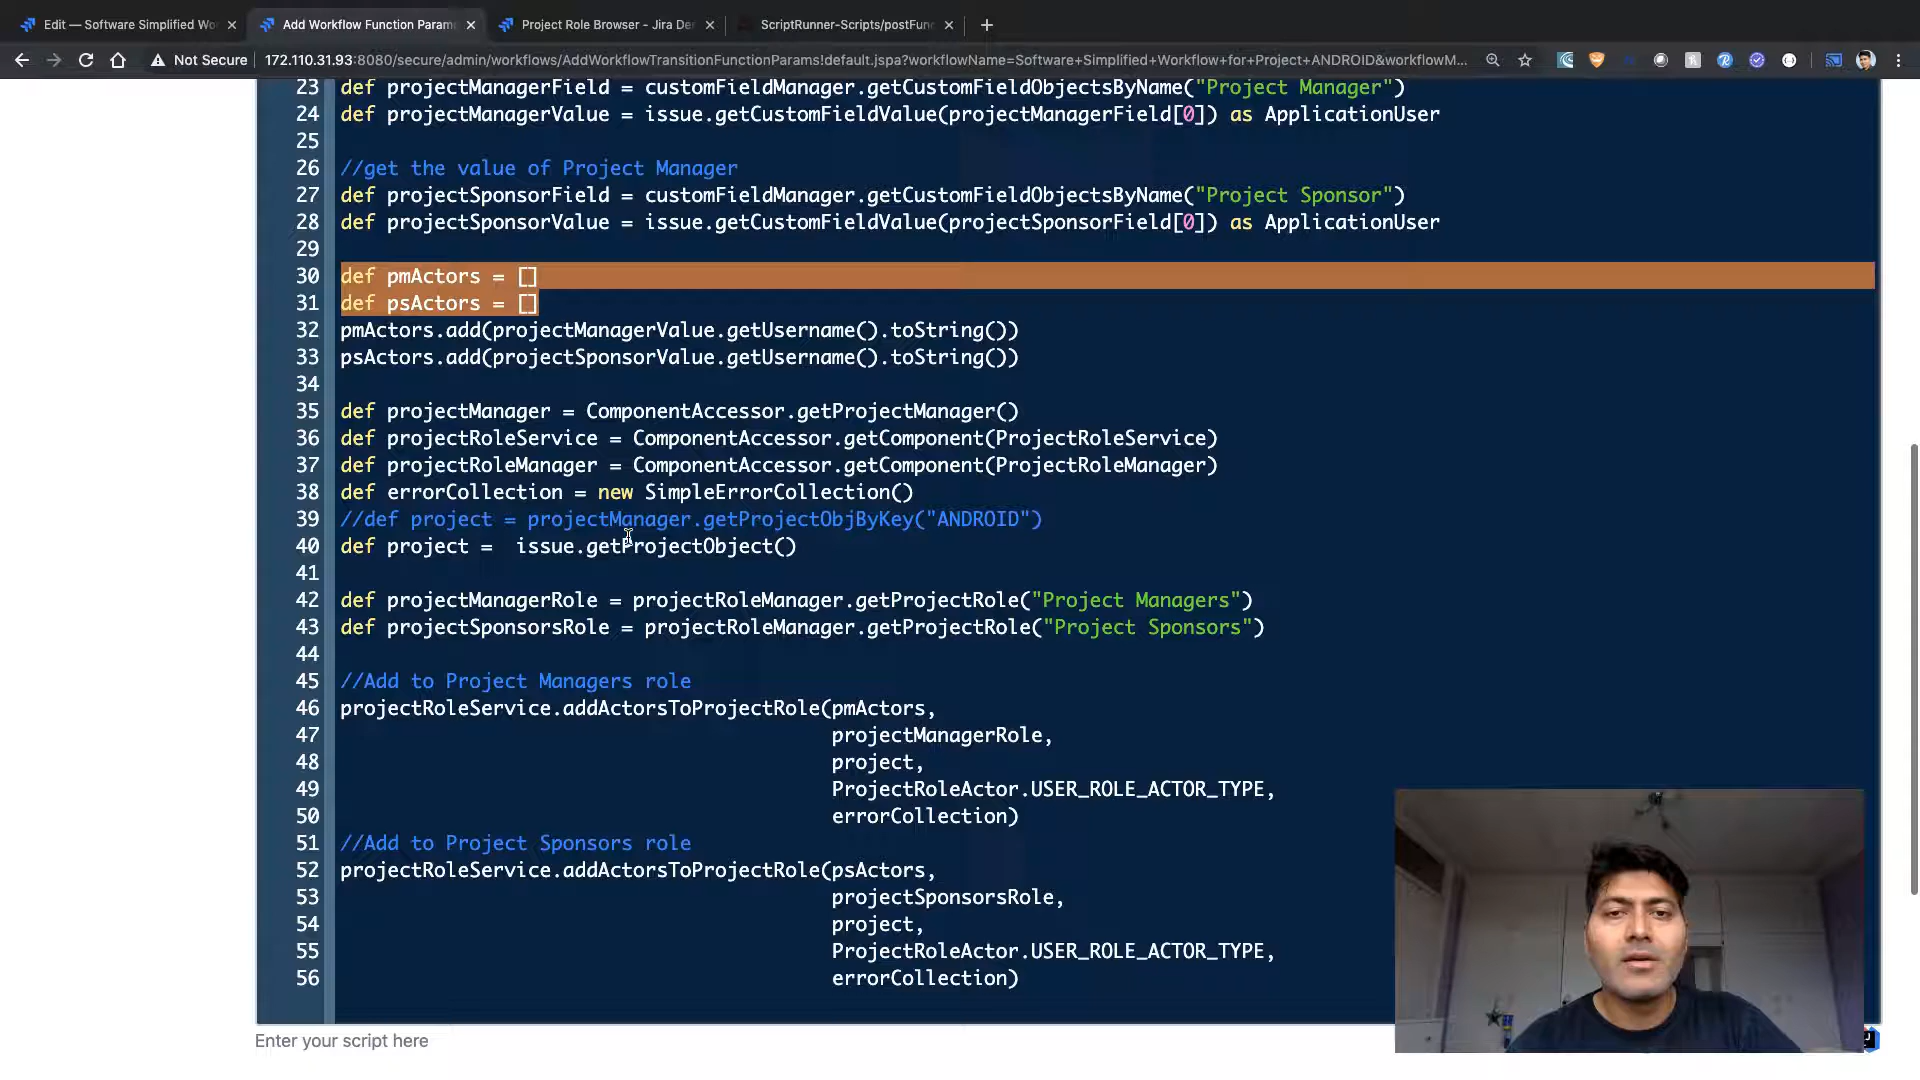 Edit — Software Simplified Wo
Add Workflow Function Param
Project Role Browser - Jira De
ScriptRunner-Scripts/postFun
Not Secure
172.110.31.93:8080/secure/admin/workflows/AddWorkflowTransitionFunctionParams!default.jspa?workflowName=Software+Simplified+Workflow+for+Project+ANDROID&workflowM...
23 def projectManagerField = customFieldManager.getCustomFieldObjectsByName("Project Manager")
24 def projectManagerValue = issue.getCustomFieldValue(projectManagerField[0]) as ApplicationUser
25
26 //get the value of Project Manager
27 def projectSponsorField = customFieldManager.getCustomFieldObjectsByName("Project Sponsor")
28 def projectSponsorValue = issue.getCustomFieldValue(projectSponsorField[0]) as ApplicationUser
29
30 def pmActors = []
31 def psActors = []
32 pmActors.add(projectManagerValue.getUsername().toString())
33 psActors.add(projectSponsorValue.getUsername().toString())
34
35 def projectManager = ComponentAccessor.getProjectManager()
36 def projectRoleService = ComponentAccessor.getComponent(ProjectRoleService)
37 def projectRoleManager = ComponentAccessor.getComponent(ProjectRoleManager)
38 def errorCollection = new SimpleErrorCollection()
39 //def project = projectManager.getProjectObjByKey("ANDROID")
40 def project =  issue.getProjectObject()
41
42 def projectManagerRole = projectRoleManager.getProjectRole("Project Managers")
43 def projectSponsorsRole = projectRoleManager.getProjectRole("Project Sponsors")
44
45 //Add to Project Managers role
46 projectRoleService.addActorsToProjectRole(pmActors,
47 projectManagerRole,
48 project,
49 ProjectRoleActor.USER_ROLE_ACTOR_TYPE,
50 errorCollection)
51 //Add to Project Sponsors role
52 projectRoleService.addActorsToProjectRole(psActors,
53 projectSponsorsRole,
54 project,
55 ProjectRoleActor.USER_ROLE_ACTOR_TYPE,
56 errorCollection)
Enter your script here